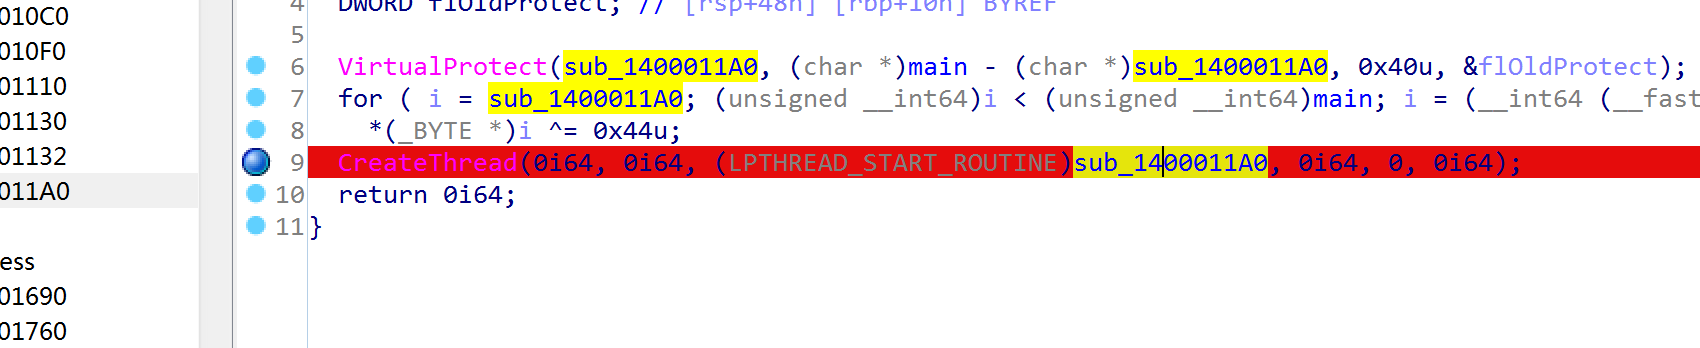 010C0
010F0
01110
01130
01132
011A0
ess
01690
01760
4 DWORD flOldProtect; // [rsp+48h] [rbp+10h] BYREF
5
6 VirtualProtect(sub_1400011A0, (char *)main - (char *)sub_1400011A0, 0x40u, &flOldProtect);
7 for ( i = sub_1400011A0; (unsigned __int64)i < (unsigned __int64)main; i = (__int64 (__fast
8 *(_BYTE *)i ^= 0x44u;
9 CreateThread(0i64, 0i64, (LPTHREAD_START_ROUTINE)sub_1400011A0, 0i64, 0, 0i64);
10 return 0i64;
11 }